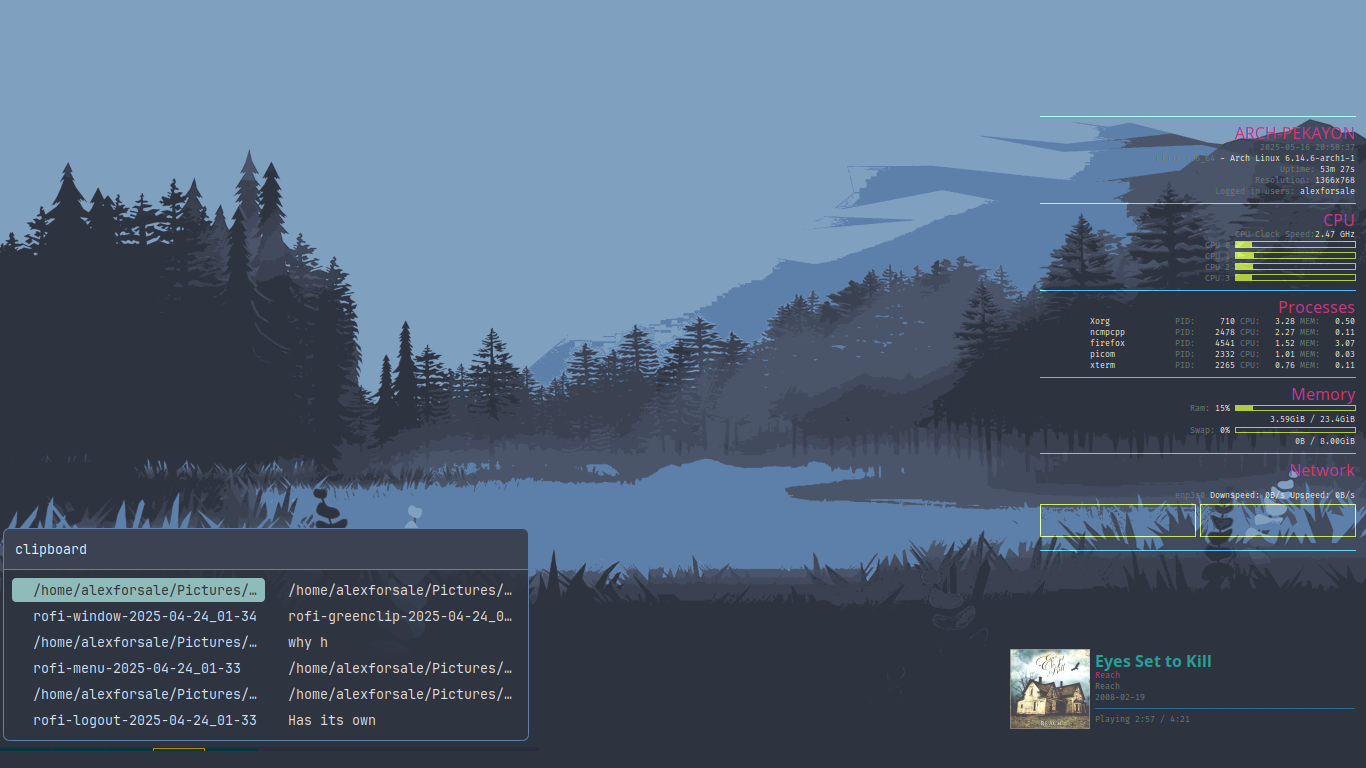 ARCH-PEKAYON
2025-05-16 20:50:37
- Arch Linux 6.14.6-arch1-1
Uptime: 53m 27s
Resolution: 1366x768
Logged in Users: alexforsale
CPU
CPU Clock Speed:2.47 GHz
CPU 0
CPU 1
CPU 2
CPU 3
Processes
Xorg PID: 710 CPU: 3.28 MEM: 0.50
ncmpcpp PID: 2478 CPU: 2.27 MEM: 0.11
firefox PID: 4541 CPU: 1.52 MEM: 3.07
picom PID: 2332 CPU: 1.01 MEM: 0.03
xterm PID: 2265 CPU: 0.76 MEM: 0.11
Memory
Ram: 15%
3.59GiB / 23.4GiB
Swap: 0%
0B / 8.00GiB
Network
Downspeed: 0B/s Upspeed: 0B/s
clipboard
/home/alexforsale/Pictures/… /home/alexforsale/Pictures/…
rofi-window-2025-04-24_01-34 rofi-greenclip-2025-04-24_0…
/home/alexforsale/Pictures/… why h
rofi-menu-2025-04-24_01-33 /home/alexforsale/Pictures/…
/home/alexforsale/Pictures/… /home/alexforsale/Pictures/…
rofi-logout-2025-04-24_01-33 Has its own
REACH
Eyes Set to Kill
Reach
Reach
2008-02-19
Playing 2:57 / 4:21